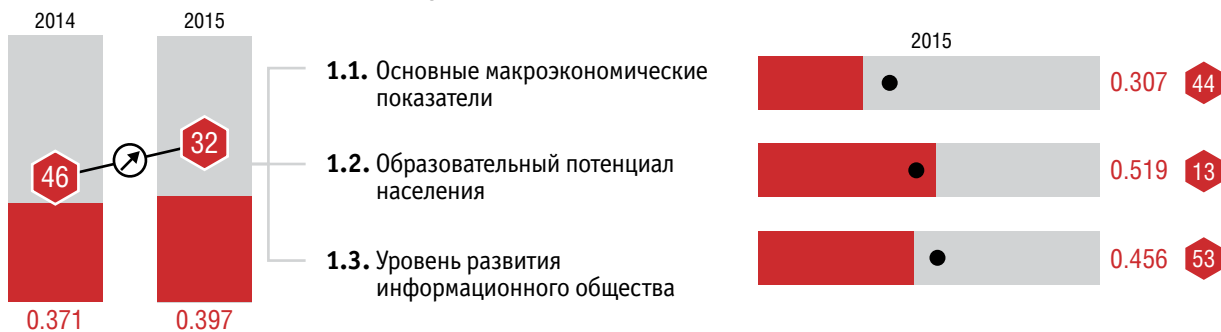 2014
2015
46
32
0.371
0.397
1.1. Основные макроэкономические
показатели
1.2. Образовательный потенциал
населения
1.3. Уровень развития
информационного общества
2015
0.307
44
0.519
13
0.456
53